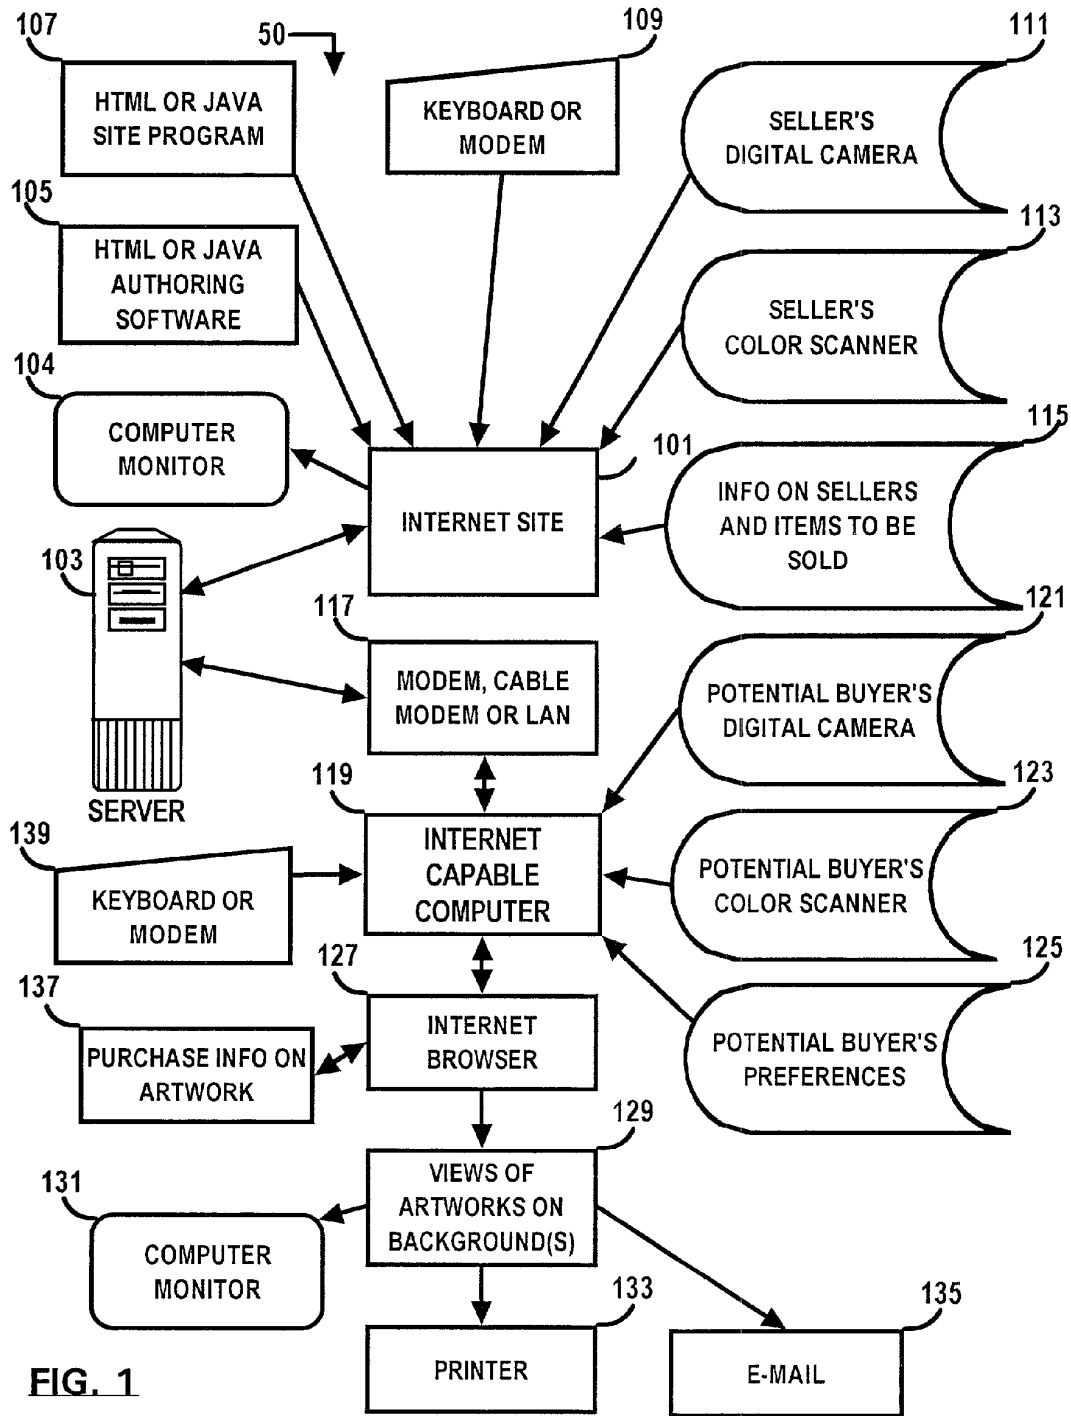 107
50
109
111
HTML OR JAVA
SITE PROGRAM
KEYBOARD OR
MODEM
SELLER'S
DIGITAL CAMERA
105
113
HTML OR JAVA
AUTHORING
SOFTWARE
SELLER'S
COLOR SCANNER
104
COMPUTER
MONITOR
101
115
INTERNET SITE
INFO ON SELLERS
AND ITEMS TO BE
SOLD
103
SERVER
117
121
MODEM, CABLE
MODEM OR LAN
POTENTIAL BUYER'S
DIGITAL CAMERA
119
123
INTERNET
CAPABLE
COMPUTER
POTENTIAL BUYER'S
COLOR SCANNER
139
KEYBOARD OR
MODEM
127
125
137
PURCHASE INFO ON
ARTWORK
INTERNET
BROWSER
POTENTIAL BUYER'S
PREFERENCES
129
VIEWS OF
ARTWORKS ON
BACKGROUND(S)
131
COMPUTER
MONITOR
133
135
PRINTER
E-MAIL
FIG. 1